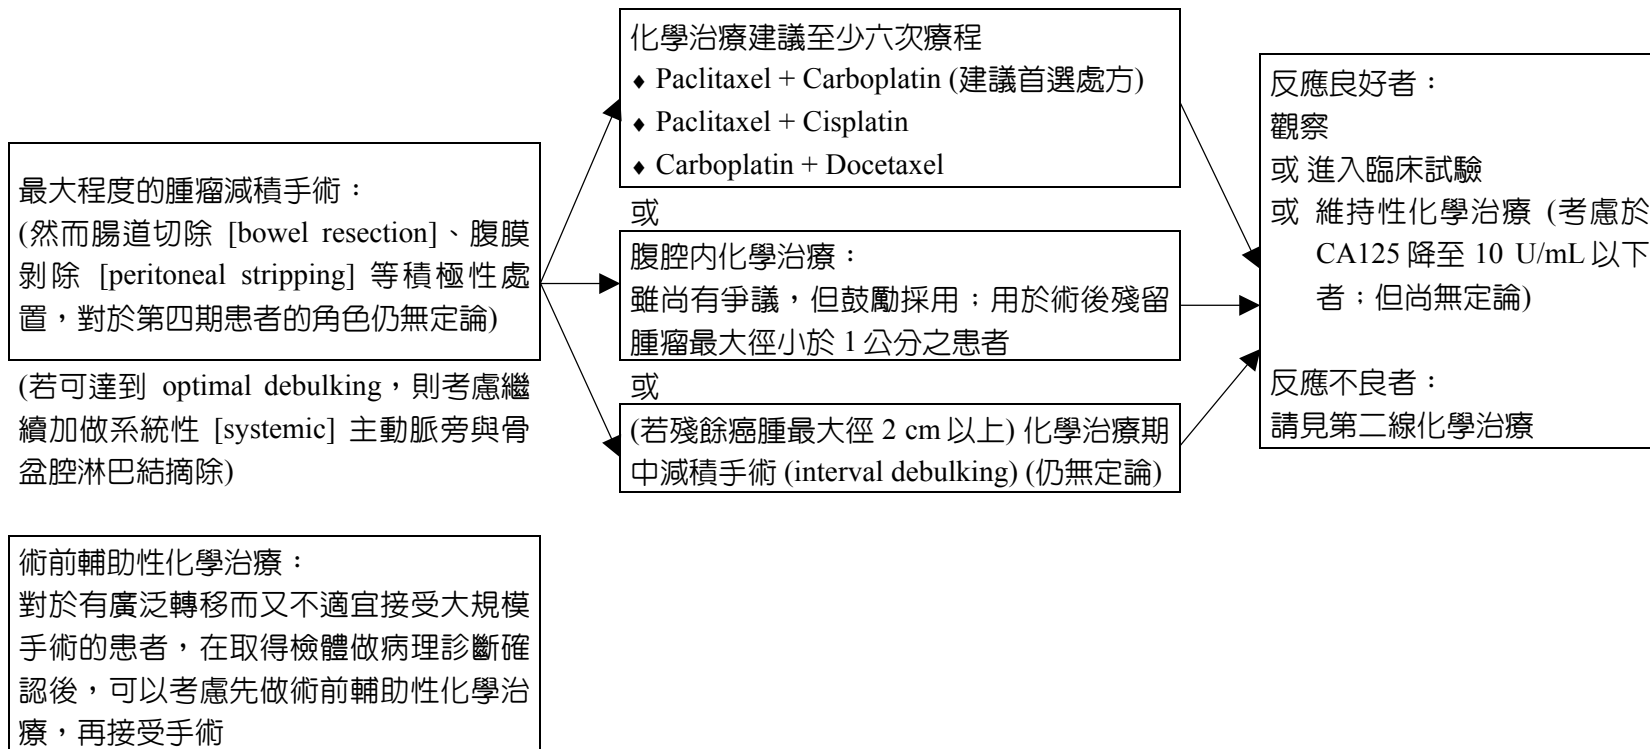 最大程度的腫瘤減積手術：
(然而腸道切除 [bowel resection]、腹膜
剝除 [peritoneal stripping] 等積極性處
置，對於第四期患者的角色仍無定論)
(若可達到 optimal debulking，則考慮繼
續加做系統性 [systemic] 主動脈旁與骨
盆腔淋巴結摘除)
術前輔助性化學治療：
對於有廣泛轉移而又不適宜接受大規模
手術的患者，在取得檢體做病理診斷確
認後，可以考慮先做術前輔助性化學治
療，再接受手術
化學治療建議至少六次療程
♦ Paclitaxel + Carboplatin (建議首選處方)
♦ Paclitaxel + Cisplatin
♦ Carboplatin + Docetaxel
或
腹腔內化學治療：
雖尚有爭議，但鼓勵採用；用於術後殘留
腫瘤最大徑小於 1 公分之患者
或
(若殘餘癌腫最大徑 2 cm 以上) 化學治療期
中減積手術 (interval debulking) (仍無定論)
反應良好者：
觀察
或 進入臨床試驗
或 維持性化學治療 (考慮於
CA125 降至 10 U/mL 以下
者；但尚無定論)
反應不良者：
請見第二線化學治療